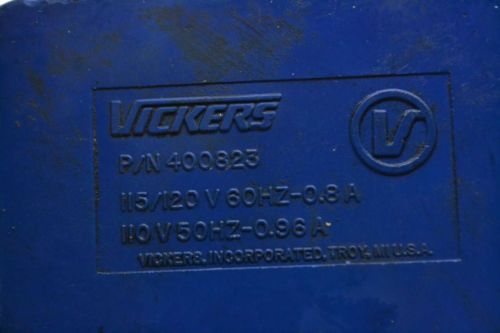 VICKERS
P/N 400823
115/120 V 60HZ-0.8 A
110 V 50HZ-0.96 A
VICKERS, INCORPORATED, TROY, MI U.S.A.